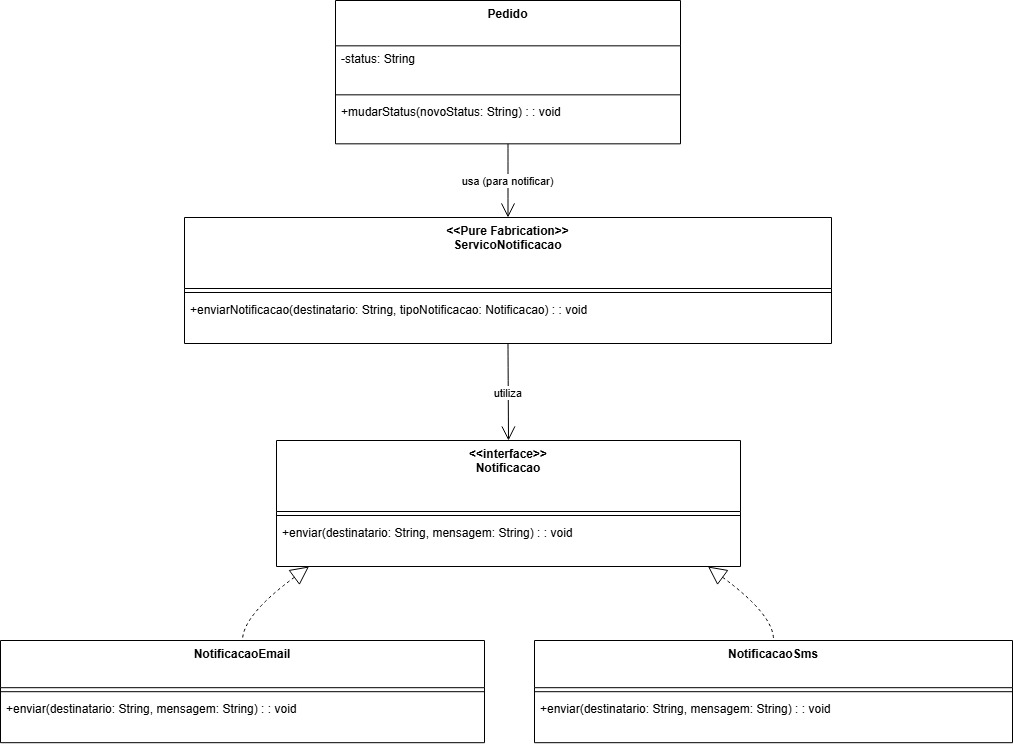 Pedido
-status: String
+mudarStatus(novoStatus: String) : : void
usa (para notificar)
<<Pure Fabrication>>
ServicoNotificacao
+enviarNotificacao(destinatario: String, tipoNotificacao: Notificacao) : : void
utiliza
<<interface>>
Notificacao
+enviar(destinatario: String, mensagem: String) : : void
NotificacaoEmail
+enviar(destinatario: String, mensagem: String) : : void
NotificacaoSms
+enviar(destinatario: String, mensagem: String) : : void